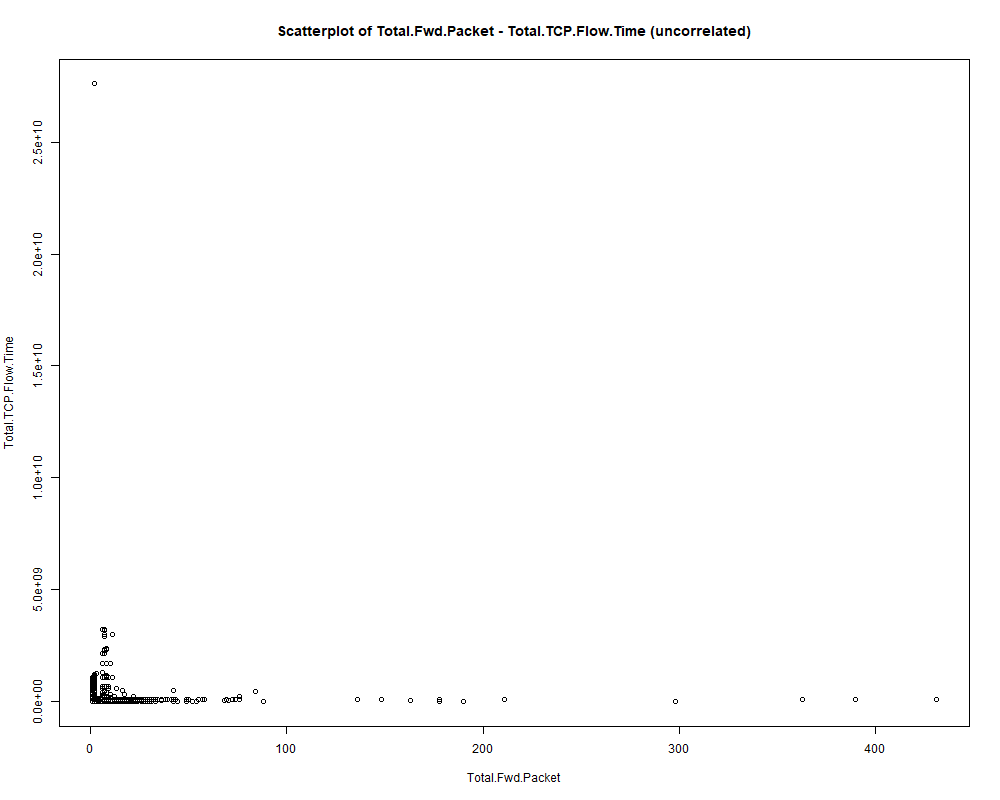 Scatterplot of Total.Fwd.Packet - Total.TCP.Flow.Time (uncorrelated)
Total.TCP.Flow.Time
2.5e+10
2.0e+10
1.5e+10
1.0e+10
5.0e+09
0.0e+00
0 100 200 300 400
Total.Fwd.Packet